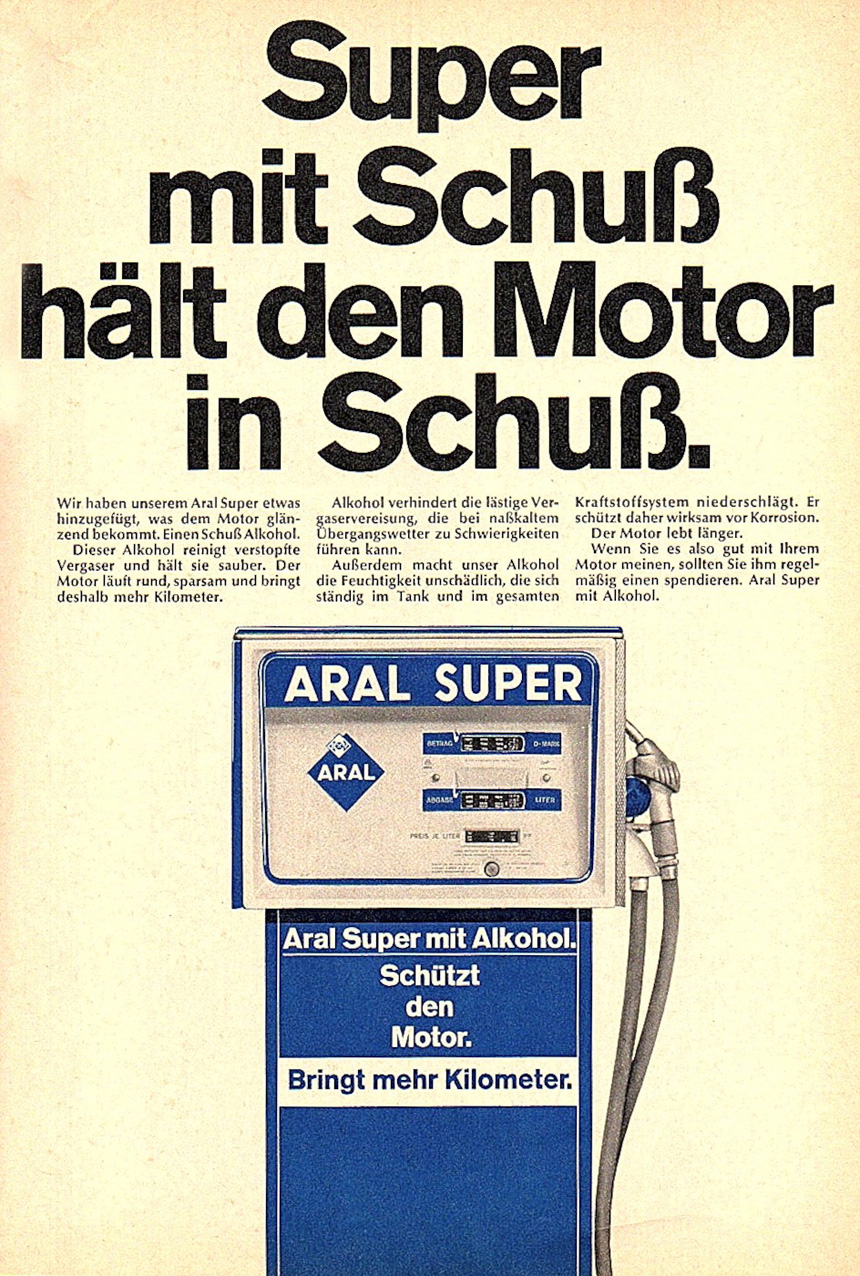 Super
mit Schuß
hält den Motor
in Schuß.
Wir haben unserem Aral Super etwas
hinzugefügt, was dem Motor glän-
zend bekommt. Einen Schuß Alkohol.
Dieser Alkohol reinigt verstopfte
Vergaser und hält sie sauber. Der
Motor läuft rund, sparsam und bringt
deshalb mehr Kilometer.
Alkohol verhindert die lästige Ver-
gaservereisung, die bei naßkaltem
Übergangswetter zu Schwierigkeiten
führen kann.
Außerdem macht unser Alkohol
die Feuchtigkeit unschädlich, die sich
ständig im Tank und im gesamten
Kraftstoffsystem niederschlägt. Er
schützt daher wirksam vor Korrosion.
Der Motor lebt länger.
Wenn Sie es also gut mit Ihrem
Motor meinen, sollten Sie ihm regel-
mäßig einen spendieren. Aral Super
mit Alkohol.
ARAL SUPER
ARAL
BETRAG D-MARK
ABGABE LITER
PREIS JE LITER PF
Aral Super mit Alkohol.
Schützt
den
Motor.
Bringt mehr Kilometer.